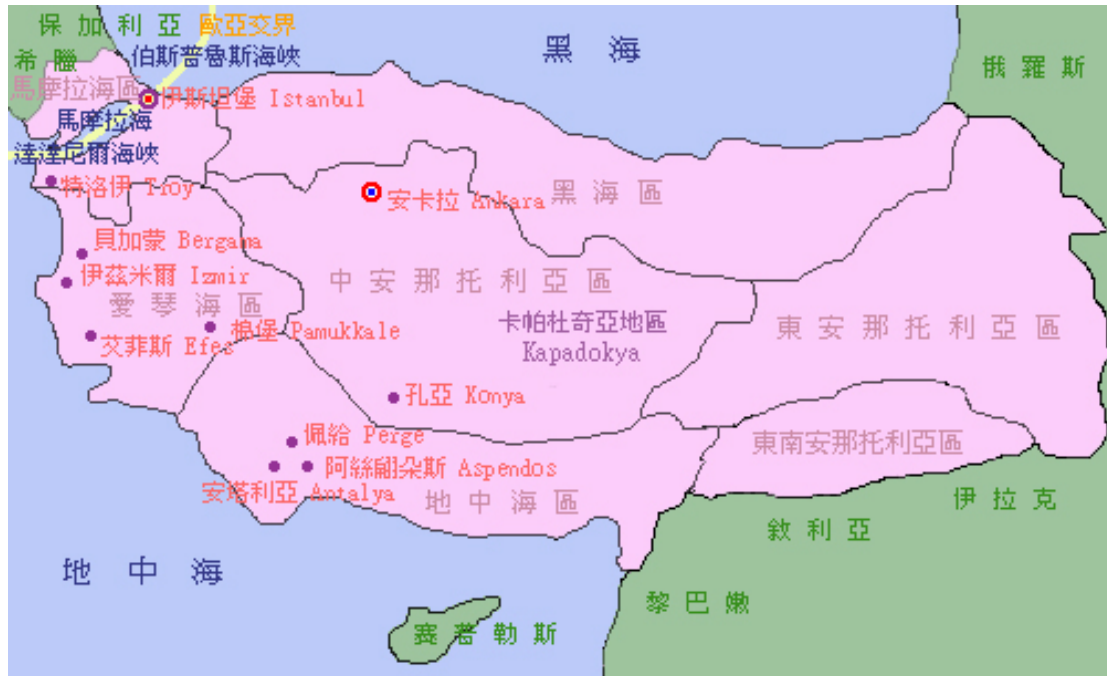 保加利亞 歐亞交界
希臘
伯斯普魯斯海峽
黑海
俄羅斯
馬摩拉海區
伊斯坦堡 Istanbul
馬摩拉海
達達尼爾海峽
特洛伊 Troy
安卡拉 Ankara
黑海區
貝加蒙 Bergama
伊茲米爾 Izmir
中安那托利亞區
愛琴海區
卡帕杜奇亞地區
Kapadokya
東安那托利亞區
棉堡 Pamukkale
艾菲斯 Efes
孔亞 Konya
佩給 Perge
東南安那托利亞區
阿絲翩朵斯 Aspendos
安塔利亞 Antalya
地中海區
伊拉克
敘利亞
地中海
黎巴嫩
賽普勒斯